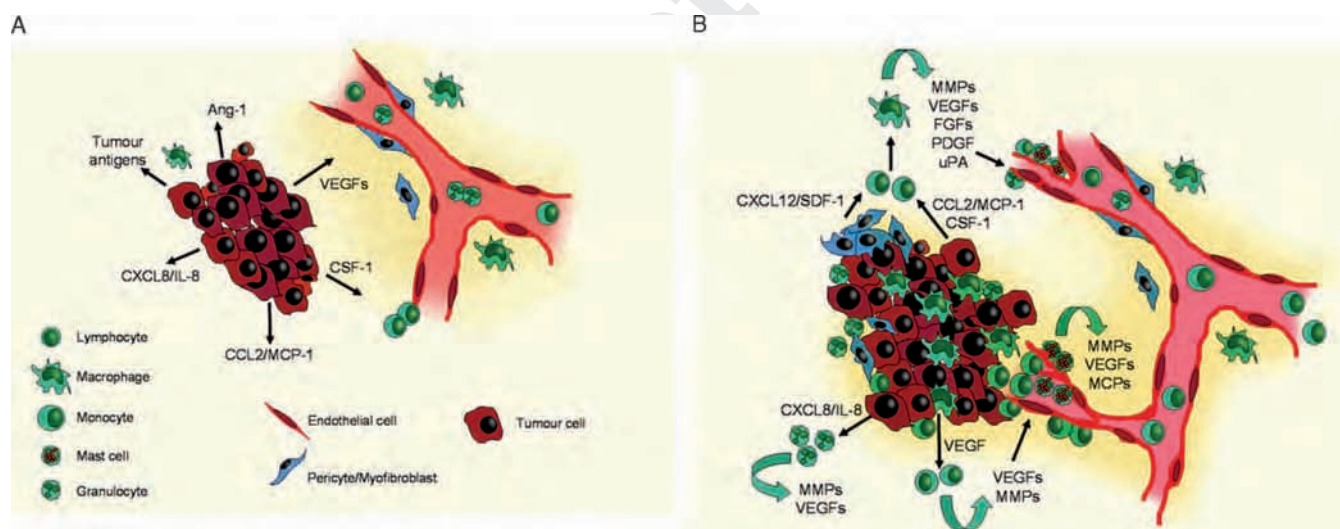 A
Ang-1
Tumour
antigens
VEGFs
CXCL8/IL-8
CSF-1
CCL2/MCP-1
Lymphocyte
Macrophage
Monocyte
Mast cell
Granulocyte
Endothelial cell
Pericyte/Myofibroblast
Tumour cell
B
MMPs
VEGFs
FGFs
PDGF
uPA
CXCL12/SDF-1
CCL2/MCP-1
CSF-1
MMPs
VEGFs
MCPs
CXCL8/IL-8
VEGF
MMPs
VEGFs
VEGFs
MMPs